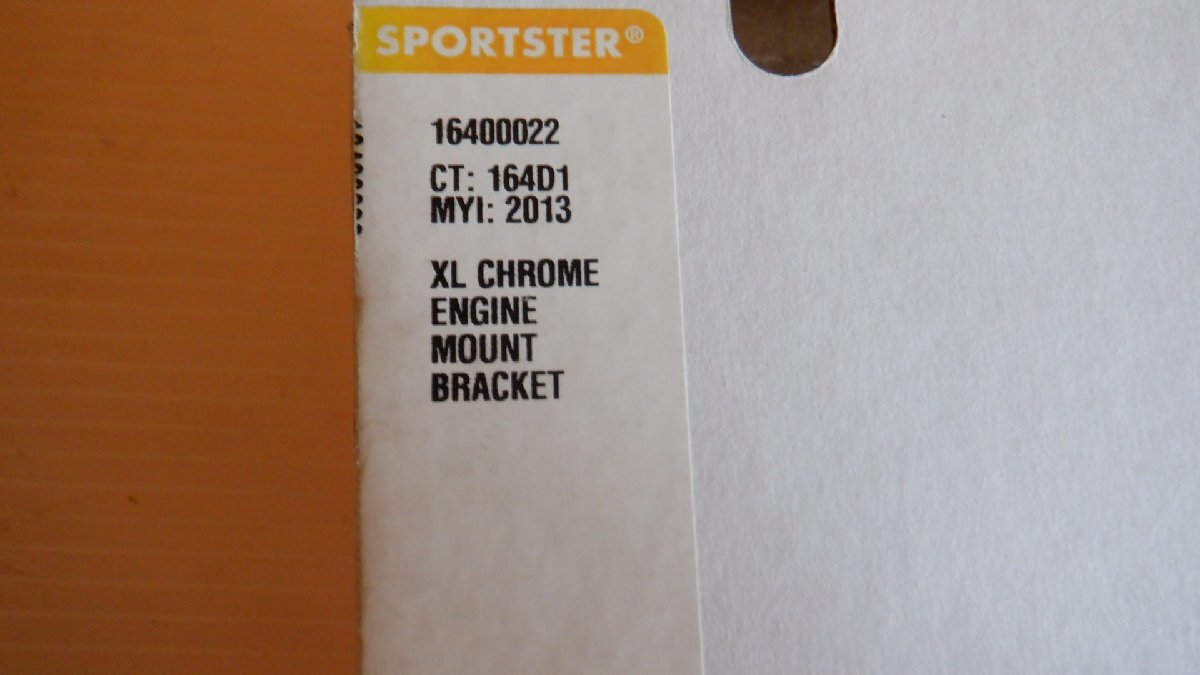 SPORTSTER®
16400022
CT: 164D1
MYI: 2013
XL CHROME
ENGINE
MOUNT
BRACKET